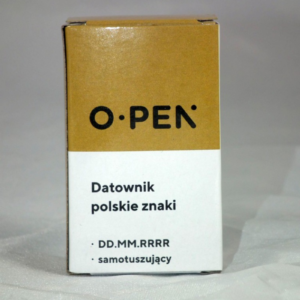 O·PEN
Datownik
polskie znaki
· DD.MM.RRRR
· samotuszujący